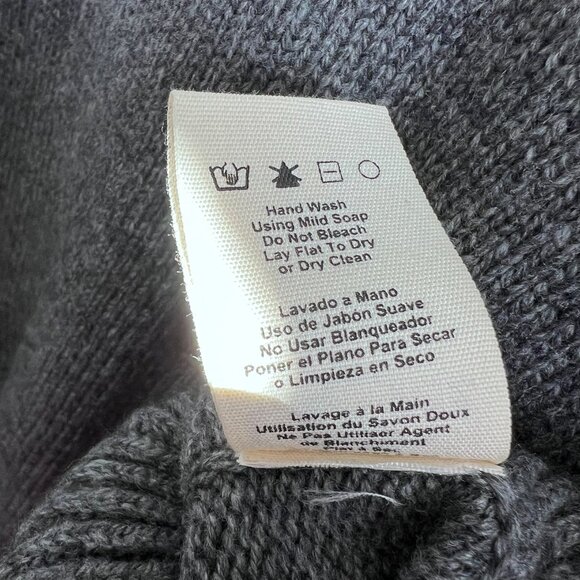 Hand Wash
Using Mild Soap
Do Not Bleach
Lay Flat To Dry
or Dry Clean
Lavado a Mano
Uso de Jabón Suave
No Usar Blanqueador
Poner el Plano Para Secar
o Limpieza en Seco
Lavage à la Main
Utilisation du Savon Doux
Ne Pas Utiliser Agent
de Blanchiment